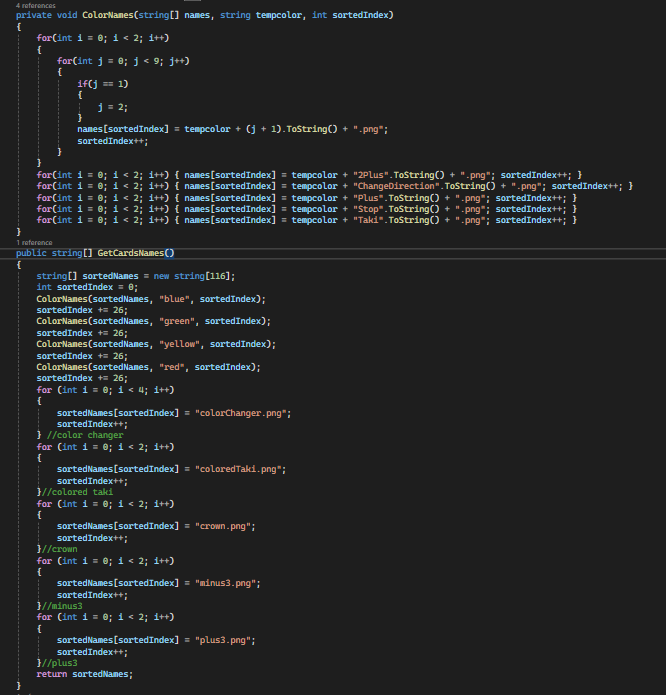 4 references
private void ColorNames(string[] names, string tempcolor, int sortedIndex)
{
for(int i = 0; i < 2; i++)
{
for(int j = 0; j < 9; j++)
{
if(j == 1)
{
j = 2;
}
names[sortedIndex] = tempcolor + (j + 1).ToString() + ".png";
sortedIndex++;
}
}
for(int i = 0; i < 2; i++) { names[sortedIndex] = tempcolor + "2Plus".ToString() + ".png"; sortedIndex++; }
for(int i = 0; i < 2; i++) { names[sortedIndex] = tempcolor + "ChangeDirection".ToString() + ".png"; sortedIndex++; }
for(int i = 0; i < 2; i++) { names[sortedIndex] = tempcolor + "Plus".ToString() + ".png"; sortedIndex++; }
for(int i = 0; i < 2; i++) { names[sortedIndex] = tempcolor + "Stop".ToString() + ".png"; sortedIndex++; }
for(int i = 0; i < 2; i++) { names[sortedIndex] = tempcolor + "Taki".ToString() + ".png"; sortedIndex++; }
}
1 reference
public string[] GetCardsNames()
{
string[] sortedNames = new string[116];
int sortedIndex = 0;
ColorNames(sortedNames, "blue", sortedIndex);
sortedIndex += 26;
ColorNames(sortedNames, "green", sortedIndex);
sortedIndex += 26;
ColorNames(sortedNames, "yellow", sortedIndex);
sortedIndex += 26;
ColorNames(sortedNames, "red", sortedIndex);
sortedIndex += 26;
for (int i = 0; i < 4; i++)
{
sortedNames[sortedIndex] = "colorChanger.png";
sortedIndex++;
} //color changer
for (int i = 0; i < 2; i++)
{
sortedNames[sortedIndex] = "coloredTaki.png";
sortedIndex++;
}//colored taki
for (int i = 0; i < 2; i++)
{
sortedNames[sortedIndex] = "crown.png";
sortedIndex++;
}//crown
for (int i = 0; i < 2; i++)
{
sortedNames[sortedIndex] = "minus3.png";
sortedIndex++;
}//minus3
for (int i = 0; i < 2; i++)
{
sortedNames[sortedIndex] = "plus3.png";
sortedIndex++;
}//plus3
return sortedNames;
}